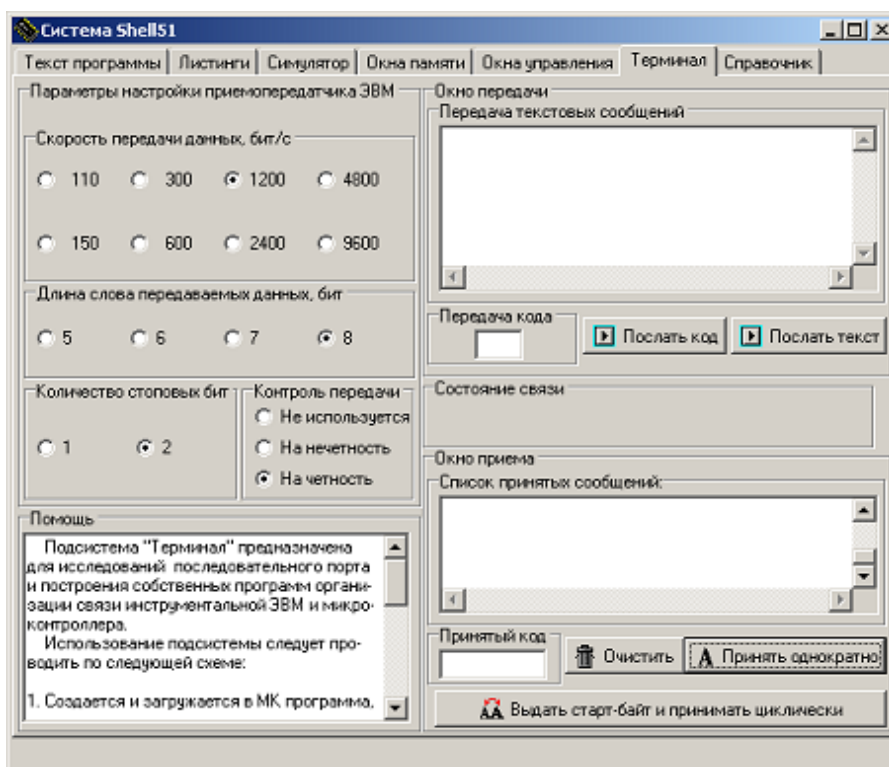 Система Shell51
Текст программы Листинги Симулятор Окна памяти Окна управления Терминал Справочник
Параметры настройки приемопередатчика ЭВМ
Скорость передачи данных, бит/с
110 300 1200 4800
150 600 2400 9600
Длина слова передаваемых данных, бит
5 6 7 8
Количество стоповых бит
1 2
Контроль передачи
Не используется
На нечетность
На четность
Помощь
Подсистема "Терминал" предназначена
для исследований последовательного порта
и построения собственных программ органи-
зации связи инструментальной ЭВМ и микро-
контроллера.
Использование подсистемы следует про-
водить по следующей схеме:
1. Создается и загружается в МК программа,
Окно передачи
Передача текстовых сообщений
Передача кода
Послать код
Послать текст
Состояние связи
Окно приема
Список принятых сообщений:
Принятый код
Очистить
Принять однократно
Выдать старт-байт и принимать циклически